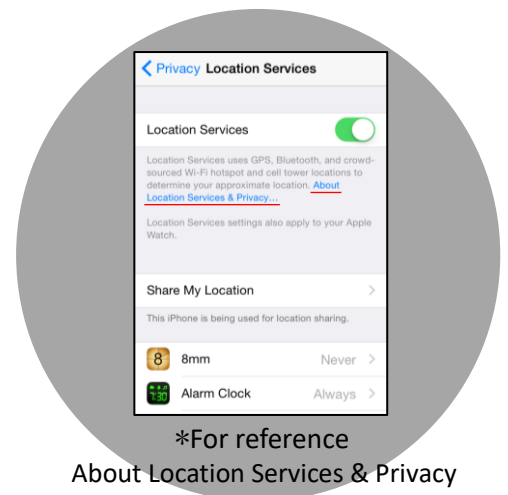 Privacy Location Services
Location Services
Location Services uses GPS, Bluetooth, and crowd-
sourced Wi-Fi hotspot and cell tower locations to
determine your approximate location. About
Location Services & Privacy...
Location Services settings also apply to your Apple
Watch.
Share My Location
This iPhone is being used for location sharing.
8 8mm Never
7:30 Alarm Clock Always
*For reference
About Location Services & Privacy